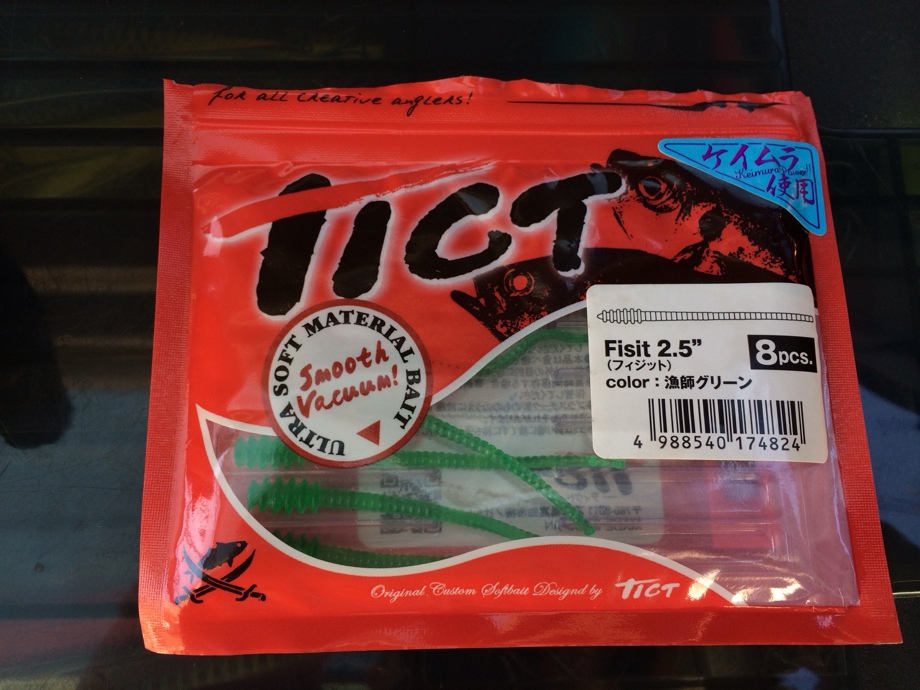 for all creative anglers!
TICT
ケイムラ
Keimura
使用
ULTRA SOFT MATERIAL BAIT
Smooth
Vacuum!
Fisit 2.5”
8pcs.
(フィジット)
color：漁師グリーン
4 988540 174824
Original Custom Softbait Designed by TICT